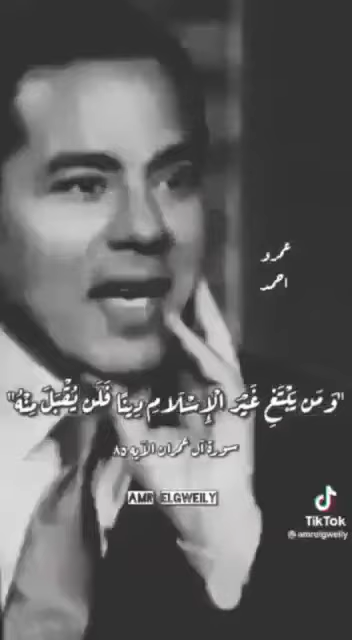 عمرو
احمد
"وَمَن يَبْتَغِ غَيْرَ الْإِسْلَامِ دِينًا فَلَن يُقْبَلَ مِنْهُ"
سورة آل عمران الآية ٨٥
AMR ELGWEILY
TikTok
@amrelgweily